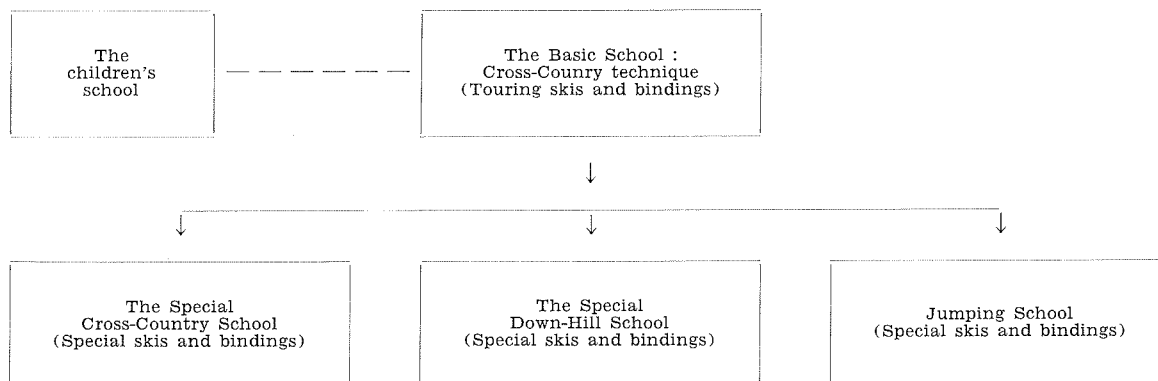 The
children's
school
The Basic School :
Cross-Counry technique
(Touring skis and bindings)
The Special
Cross-Country School
(Special skis and bindings)
The Special
Down-Hill School
(Special skis and bindings)
Jumping School
(Special skis and bindings)